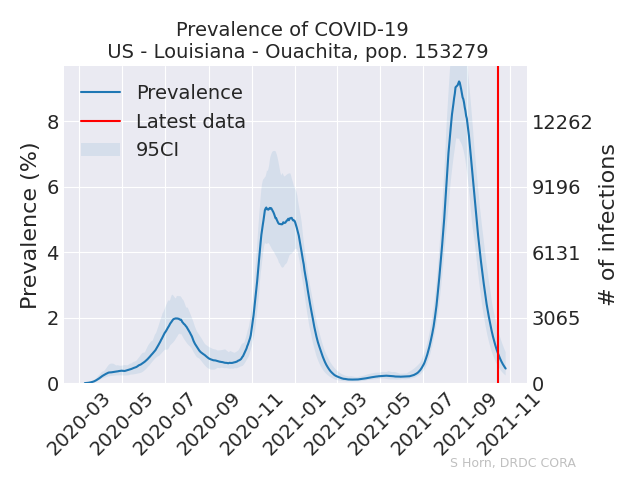 Prevalence of COVID-19
US - Louisiana - Ouachita, pop. 153279
Prevalence
Latest data
95CI
Prevalence (%)
8
6
4
2
0
12262
9196
6131
3065
0
# of infections
2020-03
2020-05
2020-07
2020-09
2020-11
2021-01
2021-03
2021-05
2021-07
2021-09
2021-11
S Horn, DRDC CORA